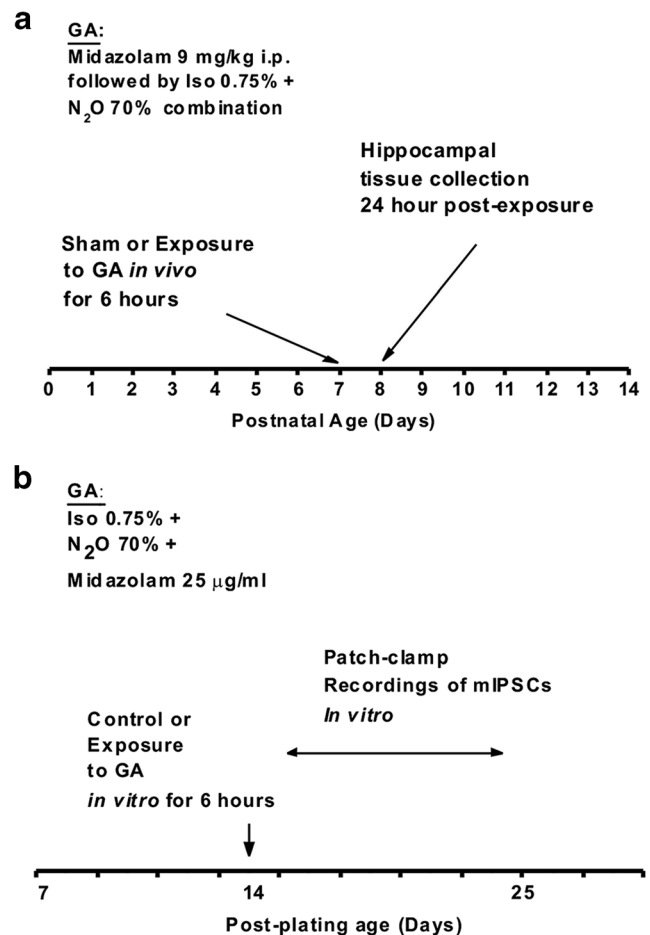 a
GA:
Midazolam 9 mg/kg i.p.
followed by Iso 0.75% +
N2O 70% combination
Hippocampal
tissue collection
24 hour post-exposure
Sham or Exposure
to GA in vivo
for 6 hours
0 1 2 3 4 5 6 7 8 9 10 11 12 13 14
Postnatal Age (Days)
b
GA:
Iso 0.75% +
N2O 70% +
Midazolam 25 μg/ml
Patch-clamp
Recordings of mIPSCs
In vitro
Control or
Exposure
to GA
in vitro for 6 hours
7 14 25
Post-plating age (Days)